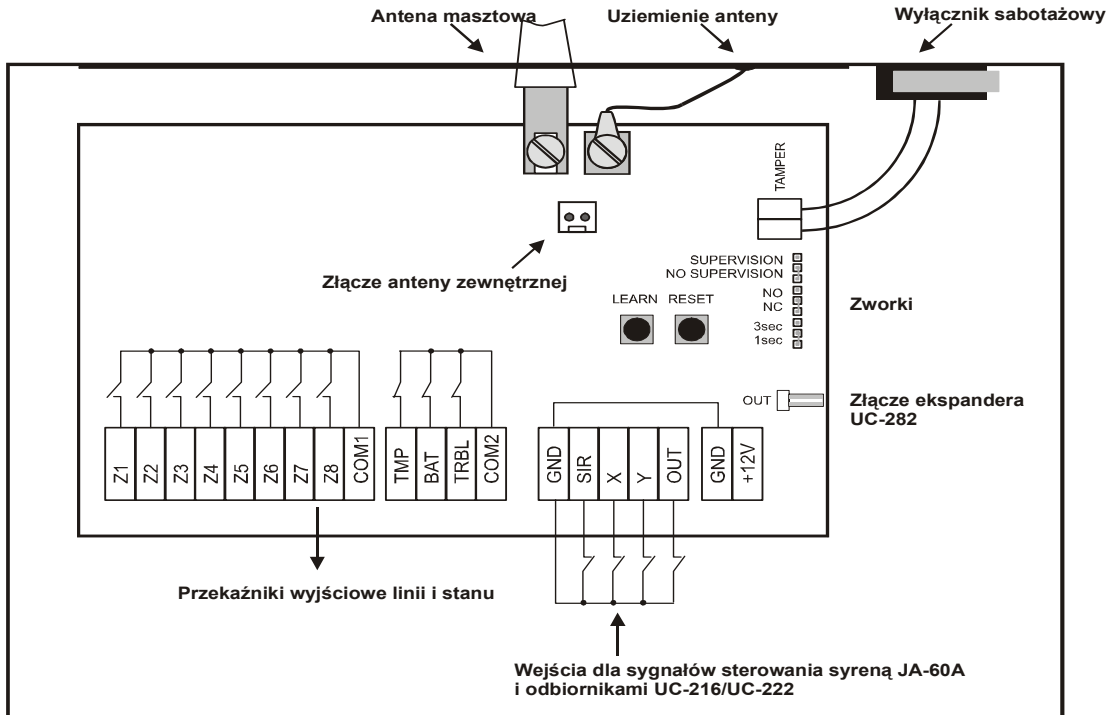 Antena masztowa
Uziemienie anteny
Wyłącznik sabotażowy
TAMPER
Złącze anteny zewnętrznej
SUPERVISION
NO SUPERVISION
NO
NC
3sec
1sec
Zworki
LEARN RESET
OUT
Złącze ekspandera
UC-282
Z1 Z2 Z3 Z4 Z5 Z6 Z7 Z8 COM1
TMP BAT TRBL COM2
GND SIR X Y OUT
GND +12V
Przekaźniki wyjściowe linii i stanu
Wejścia dla sygnałów sterowania syreną JA-60A
i odbiornikami UC-216/UC-222